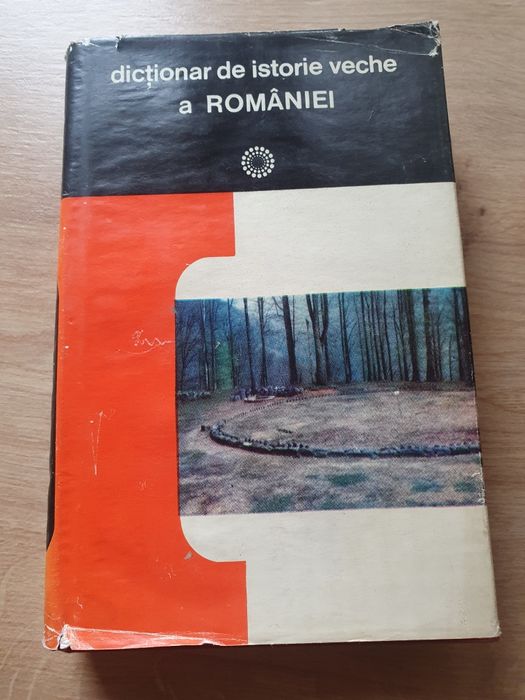 dicționar de istorie veche
a ROMÂNIEI